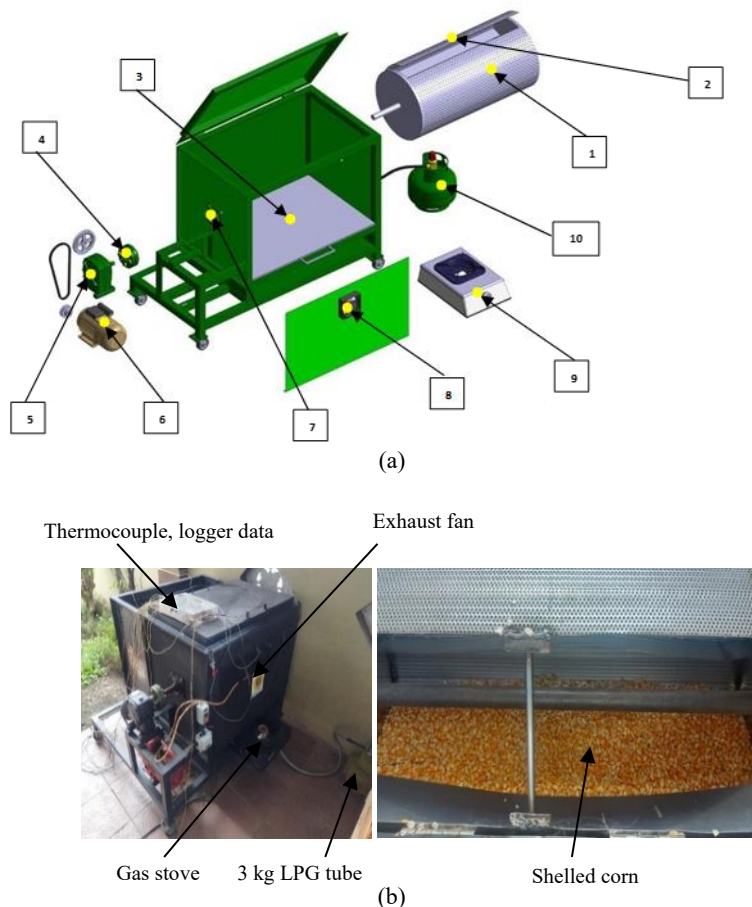 3
2
4
1
10
5
6
7
8
9
(a)
Thermocouple, logger data
Exhaust fan
Gas stove
3 kg LPG tube
Shelled corn
(b)